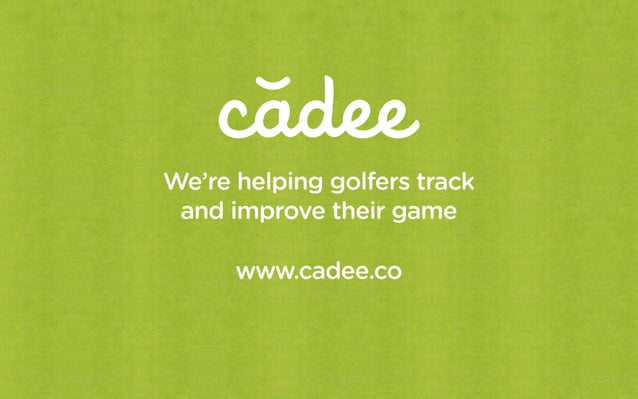 cădee
We're helping golfers track
and improve their game
www.cadee.co